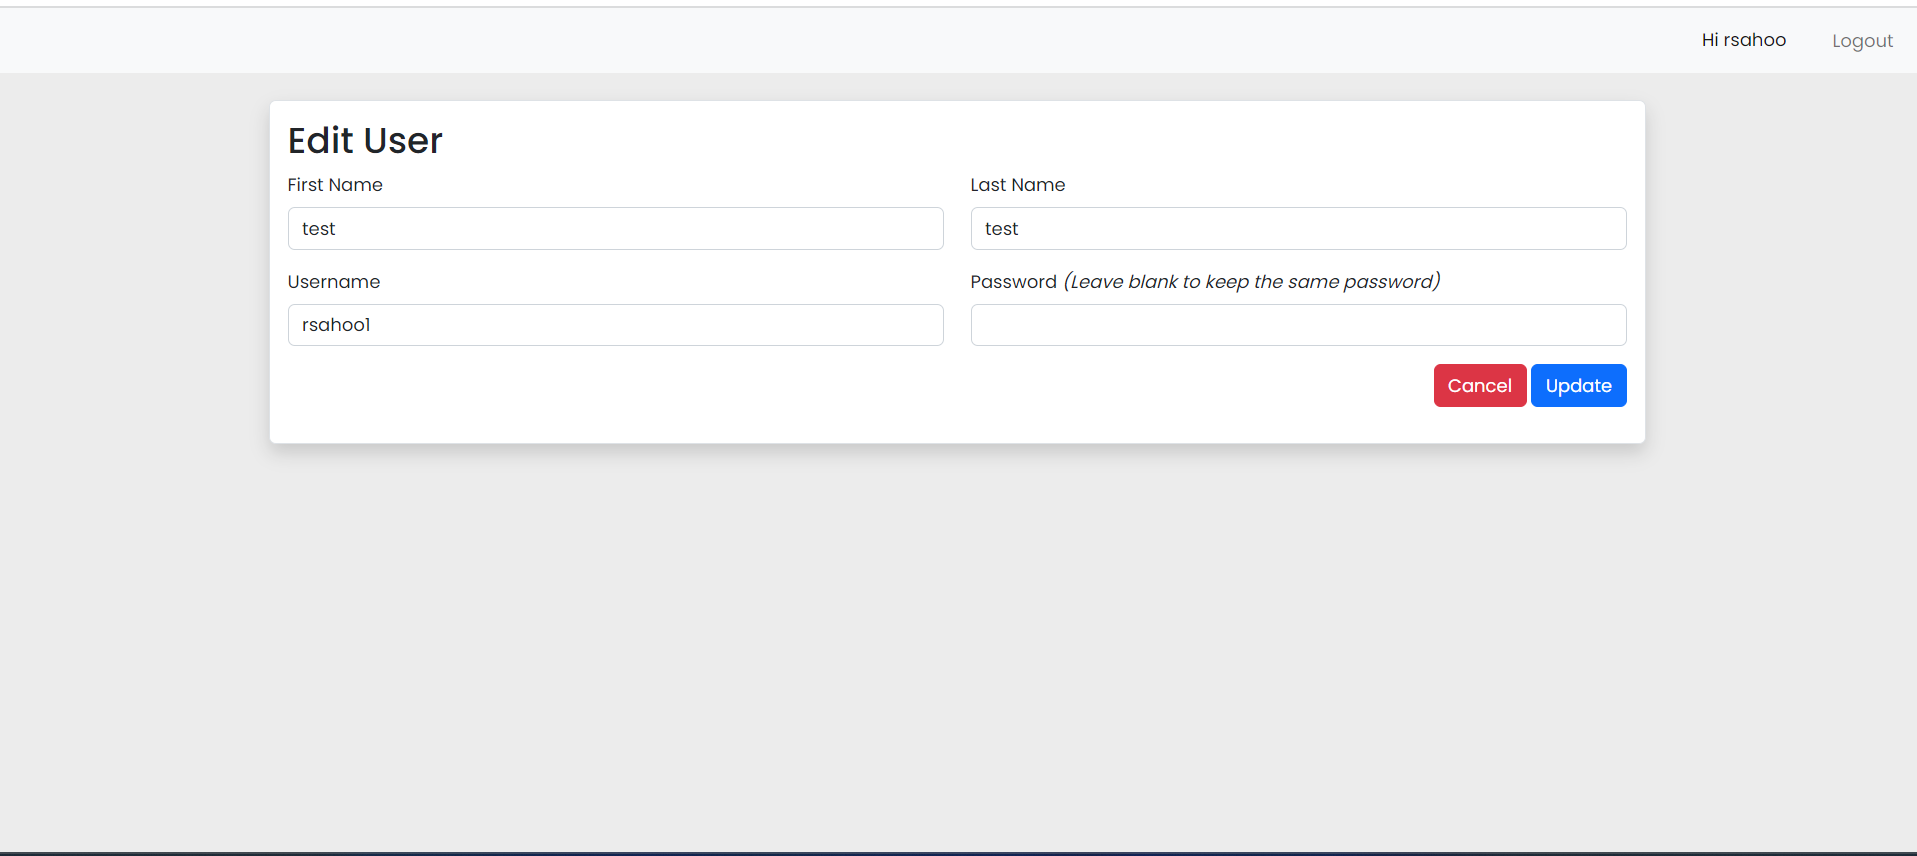 Hi rsahoo Logout
Edit User
First Name Last Name
test test
Username Password (Leave blank to keep the same password)
rsahoo1
Cancel Update